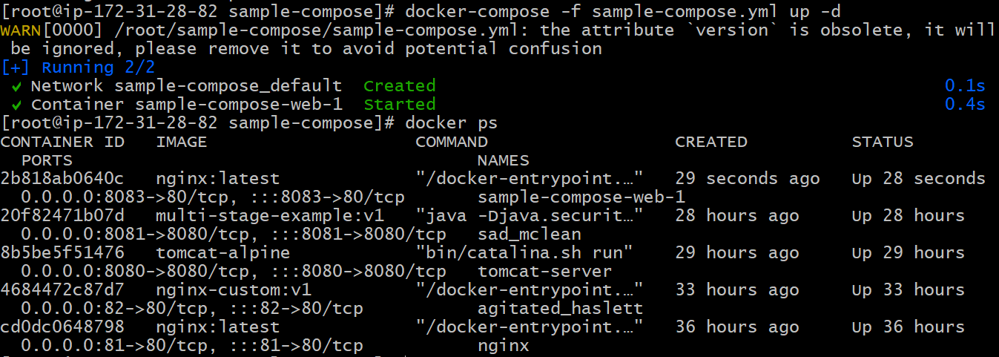 [root@ip-172-31-28-82 sample-compose]# docker-compose -f sample-compose.yml up -d
WARN[0000] /root/sample-compose/sample-compose.yml: the attribute `version` is obsolete, it will
be ignored, please remove it to avoid potential confusion
[+] Running 2/2
✓ Network sample-compose_default Created 0.1s
✓ Container sample-compose-web-1 Started 0.4s
[root@ip-172-31-28-82 sample-compose]# docker ps
CONTAINER ID IMAGE COMMAND CREATED STATUS
PORTS NAMES
2b818ab0640c nginx:latest "/docker-entrypoint.…" 29 seconds ago Up 28 seconds
0.0.0.0:8083->80/tcp, :::8083->80/tcp sample-compose-web-1
20f82471b07d multi-stage-example:v1 "java -Djava.securit…" 28 hours ago Up 28 hours
0.0.0.0:8081->8080/tcp, :::8081->8080/tcp sad_mclean
8b5be5f51476 tomcat-alpine "bin/catalina.sh run" 29 hours ago Up 29 hours
0.0.0.0:8080->8080/tcp, :::8080->8080/tcp tomcat-server
4684472c87d7 nginx-custom:v1 "/docker-entrypoint.…" 33 hours ago Up 33 hours
0.0.0.0:82->80/tcp, :::82->80/tcp agitated_haslett
cd0dc0648798 nginx:latest "/docker-entrypoint.…" 36 hours ago Up 36 hours
0.0.0.0:81->80/tcp, :::81->80/tcp nginx